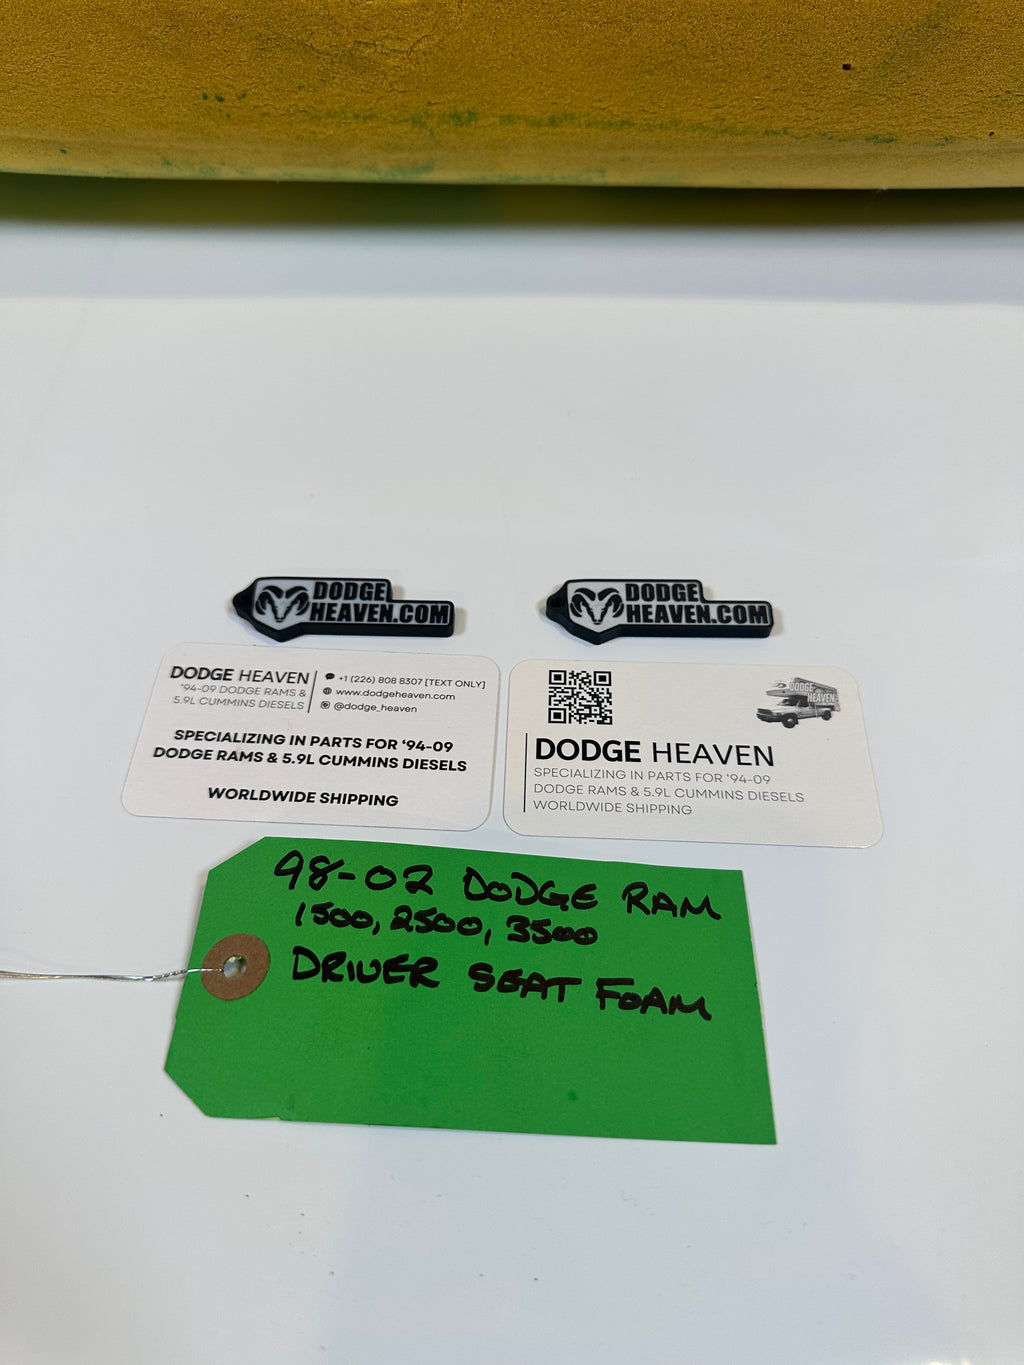 DODGE
HEAVEN.COM
DODGE
HEAVEN.COM
DODGE HEAVEN
'94-09 DODGE RAMS &
5.9L CUMMINS DIESELS
+1 (226) 808 8307 [TEXT ONLY]
www.dodgeheaven.com
@dodge_heaven
SPECIALIZING IN PARTS FOR '94-09
DODGE RAMS & 5.9L CUMMINS DIESELS
WORLDWIDE SHIPPING
DODGE
HEAVEN
DODGE HEAVEN
SPECIALIZING IN PARTS FOR '94-09
DODGE RAMS & 5.9L CUMMINS DIESELS
WORLDWIDE SHIPPING
98-02 DODGE RAM
1500, 2500, 3500
DRIVER SEAT FOAM